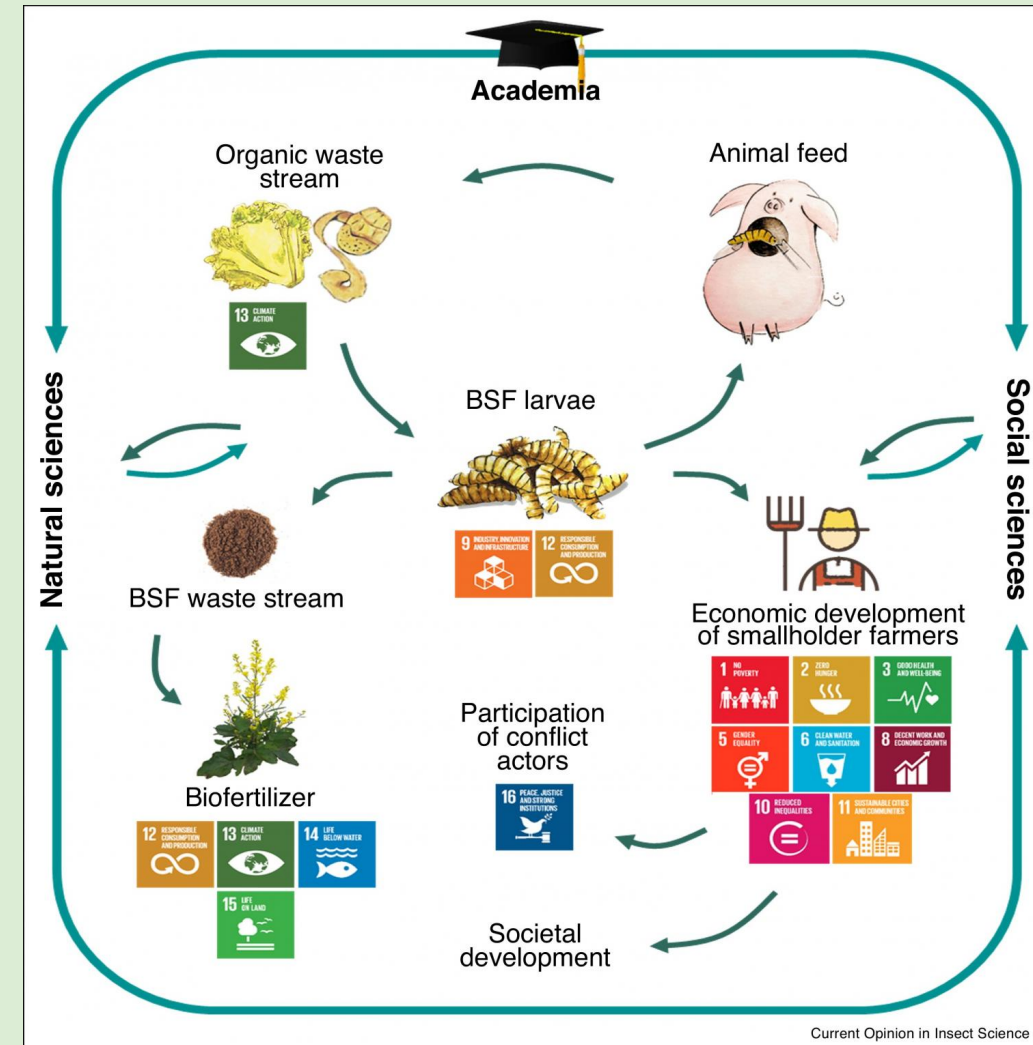 Academia
Organic waste
stream
Animal feed
13 CLIMATE
ACTION
BSF larvae
Natural sciences
Social sciences
9 INDUSTRY, INNOVATION
AND INFRASTRUCTURE
12 RESPONSIBLE
CONSUMPTION
AND PRODUCTION
BSF waste stream
Economic development
of smallholder farmers
1 NO
POVERTY
2 ZERO
HUNGER
3 GOOD HEALTH
AND WELL-BEING
5 GENDER
EQUALITY
6 CLEAN WATER
AND SANITATION
8 DECENT WORK AND
ECONOMIC GROWTH
10 REDUCED
INEQUALITIES
11 SUSTAINABLE CITIES
AND COMMUNITIES
Participation
of conflict
actors
16 PEACE, JUSTICE
AND STRONG
INSTITUTIONS
Biofertilizer
12 RESPONSIBLE
CONSUMPTION
AND PRODUCTION
13 CLIMATE
ACTION
14 LIFE
BELOW WATER
15 LIFE
ON LAND
Societal
development
Current Opinion in Insect Science